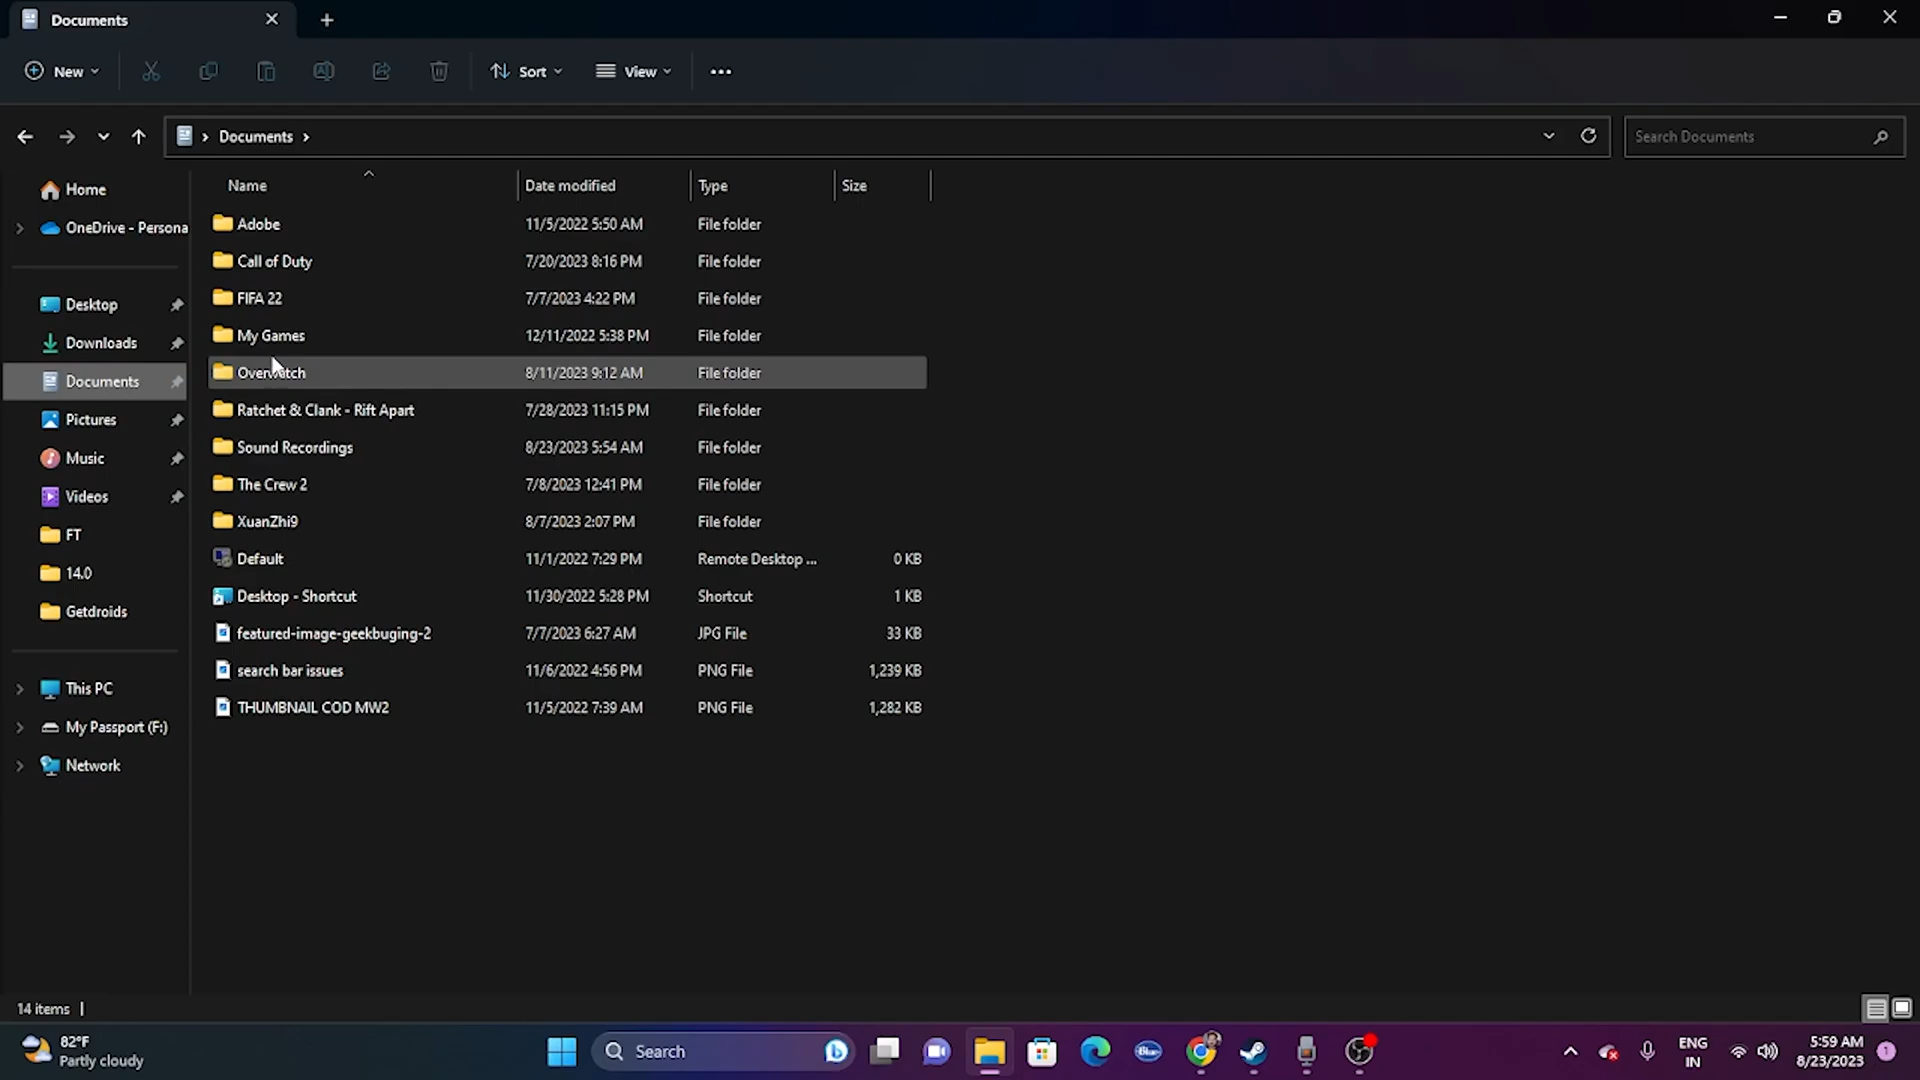 Documents
New
Sort
View
Documents
Search Documents
Name Date modified Type Size
Home
OneDrive - Persona
Desktop
Downloads
Documents
Pictures
Music
Videos
FT
14.0
Getdroids
This PC
My Passport (F:)
Network
Adobe 11/5/2022 5:50 AM File folder
Call of Duty 7/20/2023 8:16 PM File folder
FIFA 22 7/7/2023 4:22 PM File folder
My Games 12/11/2022 5:38 PM File folder
Overwatch 8/11/2023 9:12 AM File folder
Ratchet & Clank - Rift Apart 7/28/2023 11:15 PM File folder
Sound Recordings 8/23/2023 5:54 AM File folder
The Crew 2 7/8/2023 12:41 PM File folder
XuanZhi9 8/7/2023 2:07 PM File folder
Default 11/1/2022 7:29 PM Remote Desktop ... 0 KB
Desktop - Shortcut 11/30/2022 5:28 PM Shortcut 1 KB
featured-image-geekbuging-2 7/7/2023 6:27 AM JPG File 33 KB
search bar issues 11/6/2022 4:56 PM PNG File 1,239 KB
THUMBNAIL COD MW2 11/5/2022 7:39 AM PNG File 1,282 KB
14 items
82°F
Partly cloudy
Search
Blue
ENG
IN
5:59 AM
8/23/2023
1